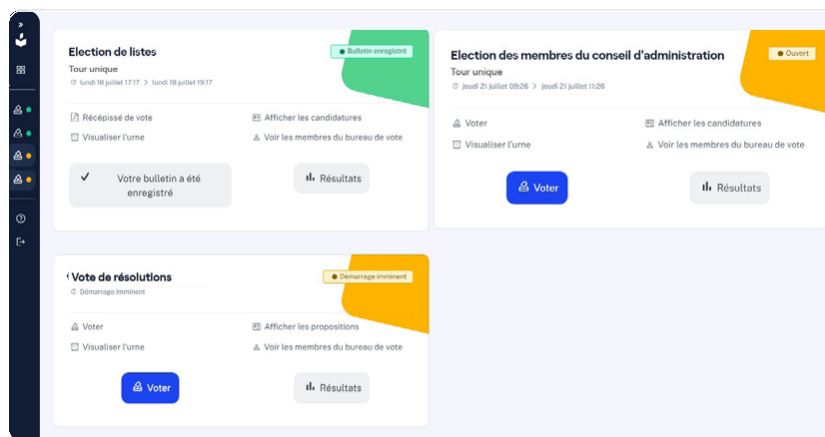 Election de listes
Bulletin enregistré
Tour unique
lundi 18 juillet 17:17 > lundi 18 juillet 19:17
Récépissé de vote
Afficher les candidatures
Visualiser l'urne
Voir les membres du bureau de vote
Votre bulletin a été
enregistré
Résultats
Election des membres du conseil d'administration
Ouvert
Tour unique
jeudi 21 juillet 09:26 > jeudi 21 juillet 11:26
Voter
Afficher les candidatures
Visualiser l'urne
Voir les membres du bureau de vote
Voter
Résultats
Vote de résolutions
Démarrage imminent
Démarrage imminent
Voter
Afficher les propositions
Visualiser l'urne
Voir les membres du bureau de vote
Voter
Résultats